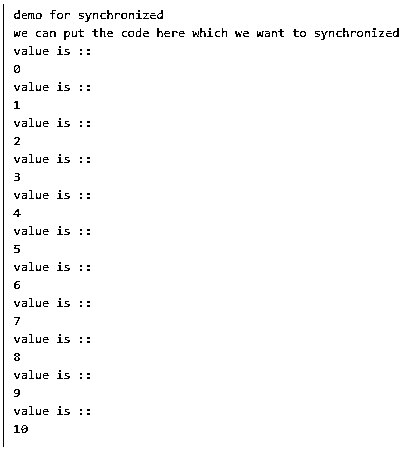 demo for synchronized
we can put the code here which we want to synchronized
value is ::
0
value is ::
1
value is ::
2
value is ::
3
value is ::
4
value is ::
5
value is ::
6
value is ::
7
value is ::
8
value is ::
9
value is ::
10